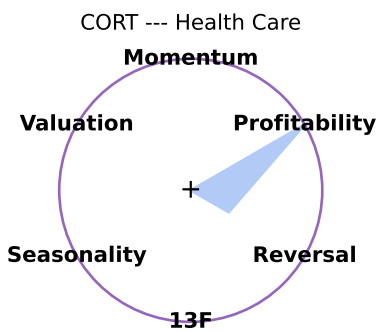 CORT --- Health Care
Momentum
Valuation
Profitability
Seasonality
Reversal
13F